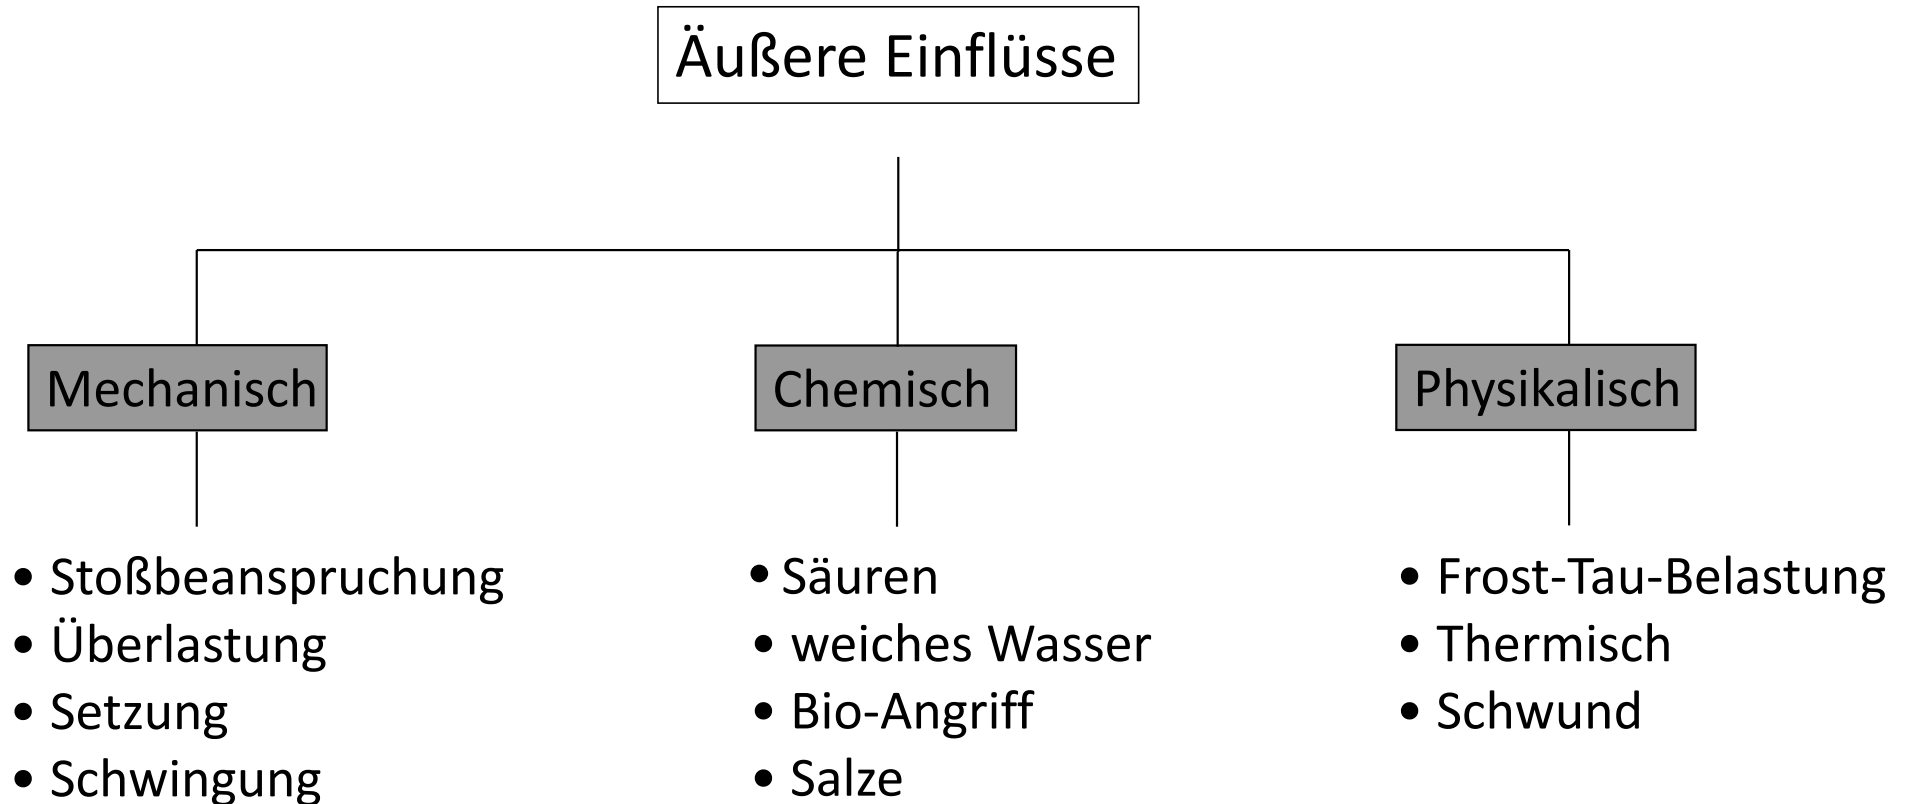 Äußere Einflüsse
Mechanisch
Chemisch
Physikalisch
• Stoßbeanspruchung
• Überlastung
• Setzung
• Schwingung
• Säuren
• weiches Wasser
• Bio-Angriff
• Salze
• Frost-Tau-Belastung
• Thermisch
• Schwund